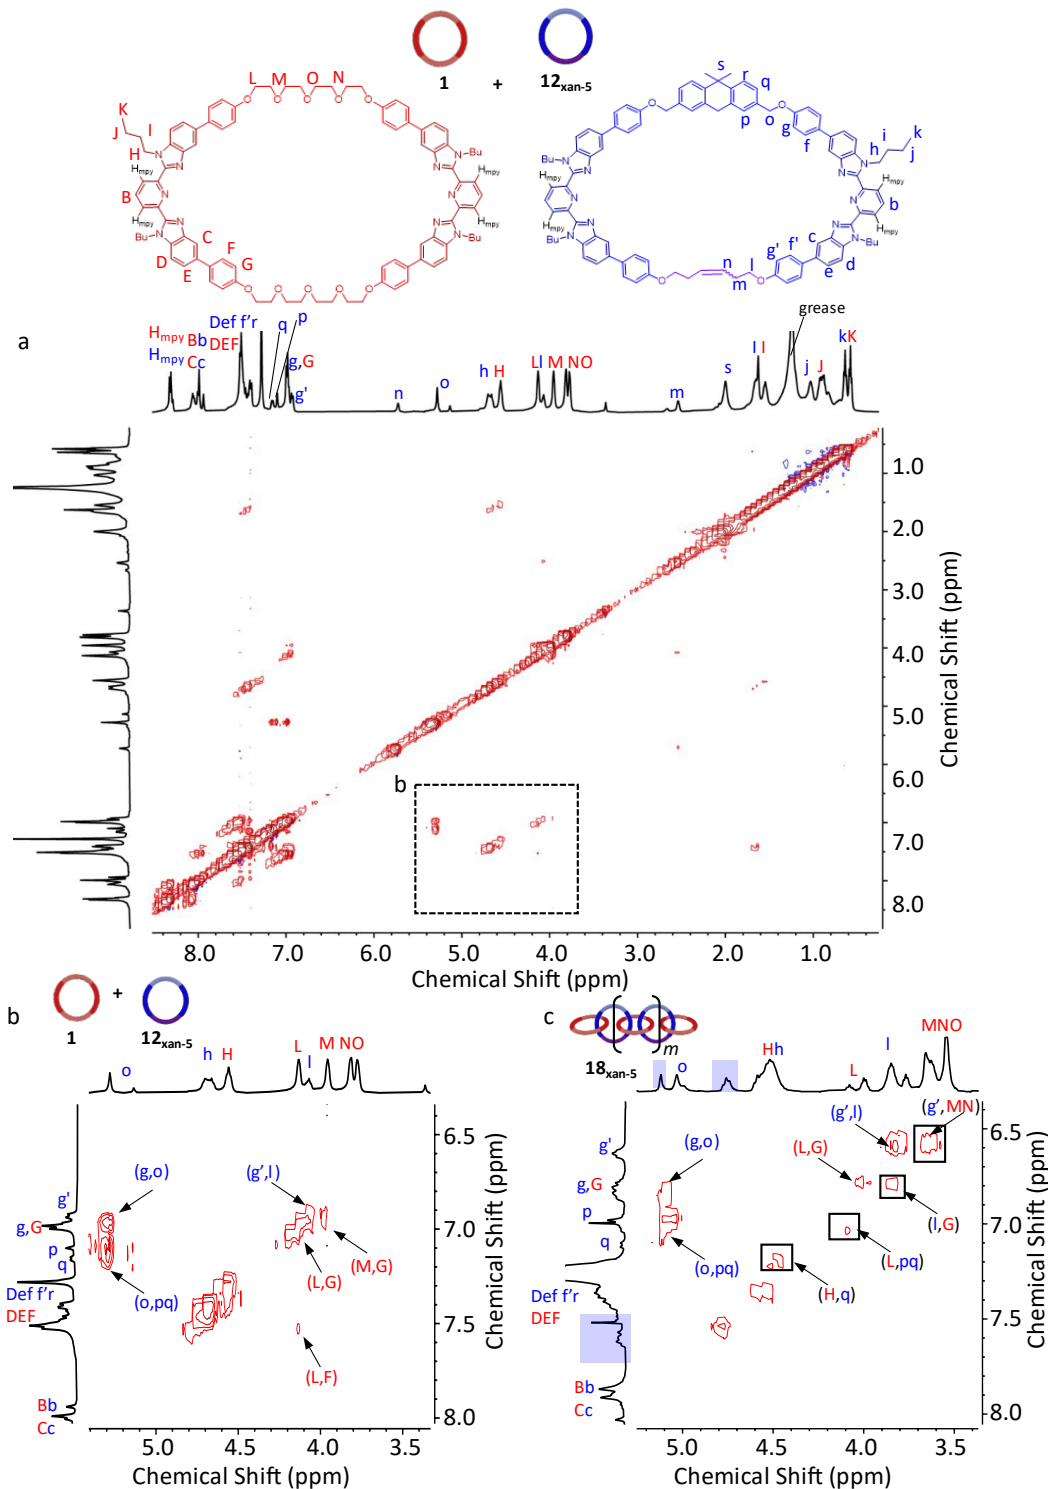 1 + 12xan-5
L M O N
K
J I
H
Hmpy
B
Hmpy
C
F
D
E
G
N
N
N
N
N
Bu
O
O
O
O
O
Bu
N
N
Hmpy
N
Hmpy
N
N
Bu
s
r
q
p
o
g
f
i
k
h
j
Hmpy
b
Hmpy
c
d
e
f'
g'
n
m
l
O
O
O
O
Bu
N
N
Hmpy
N
Hmpy
N
N
Bu
N
N
N
N
N
Bu
a
Hmpy Bb DEF
Hmpy Cc
Def f'r
q
p
g,G
g'
n
o
h H
Ll M NO
m
s
I I
grease
j J
k K
b
1.0
2.0
3.0
4.0
5.0
6.0
7.0
8.0
Chemical Shift (ppm)
8.0 7.0 6.0 5.0 4.0 3.0 2.0 1.0
Chemical Shift (ppm)
b
1 + 12xan-5
o
h H
L l M NO
g'
g,G
p
q
Def f'r
DEF
Bb
Cc
(g,o)
(g',l)
(o,pq)
(L,G)
(M,G)
(L,F)
6.5
7.0
7.5
8.0
Chemical Shift (ppm)
5.0 4.5 4.0 3.5
Chemical Shift (ppm)
c
m
18xan-5
o
Hh
L
l
MNO
g'
g,G
p
q
Def f'r
DEF
Bb
Cc
(g,o)
(g',l)
(g',MN)
(L,G)
(l,G)
(L,pq)
(o,pq)
(H,q)
6.5
7.0
7.5
8.0
Chemical Shift (ppm)
5.0 4.5 4.0 3.5
Chemical Shift (ppm)